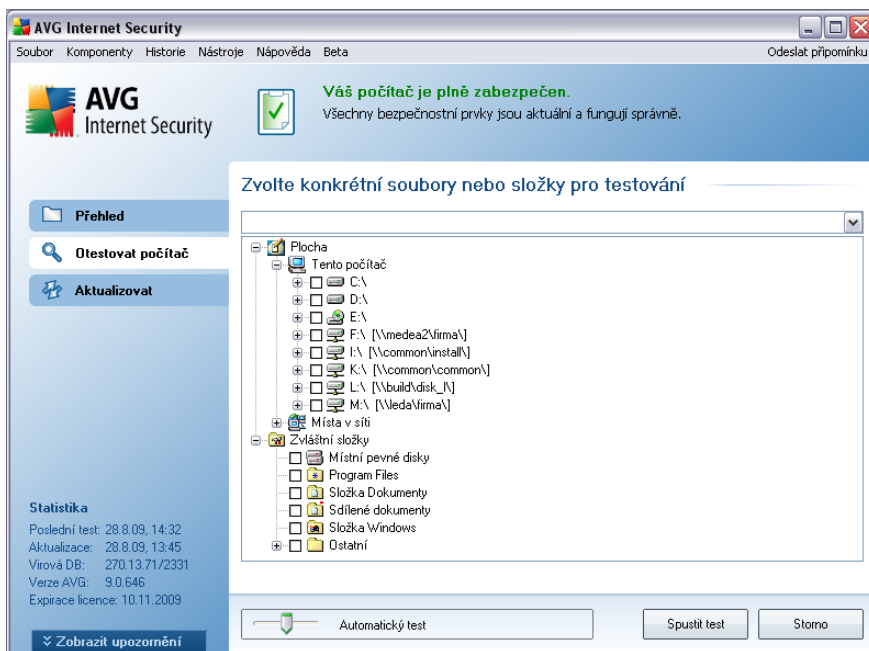 AVG Internet Security
Soubor Komponenty Historie Nástroje Nápověda Beta Odeslat připomínku
AVG
Internet Security
Váš počítač je plně zabezpečen.
Všechny bezpečnostní prvky jsou aktuální a fungují správně.
Přehled
Otestovat počítač
Aktualizovat
Zvolte konkrétní soubory nebo složky pro testování
Plocha
Tento počítač
C:\
D:\
E:\
F:\ [\\medea2\firma\]
I:\ [\\common\install\]
K:\ [\\common\common\]
L:\ [\\build\disk_l\]
M:\ [\\leda\firma\]
Místa v síti
Zvláštní složky
Místní pevné disky
Program Files
Složka Dokumenty
Sdílené dokumenty
Složka Windows
Ostatní
Statistika
Poslední test: 28.8.09, 14:32
Aktualizace: 28.8.09, 13:45
Virová DB: 270.13.71/2331
Verze AVG: 9.0.646
Expirace licence: 10.11.2009
Zobrazit upozornění
Automatický test
Spustit test
Storno